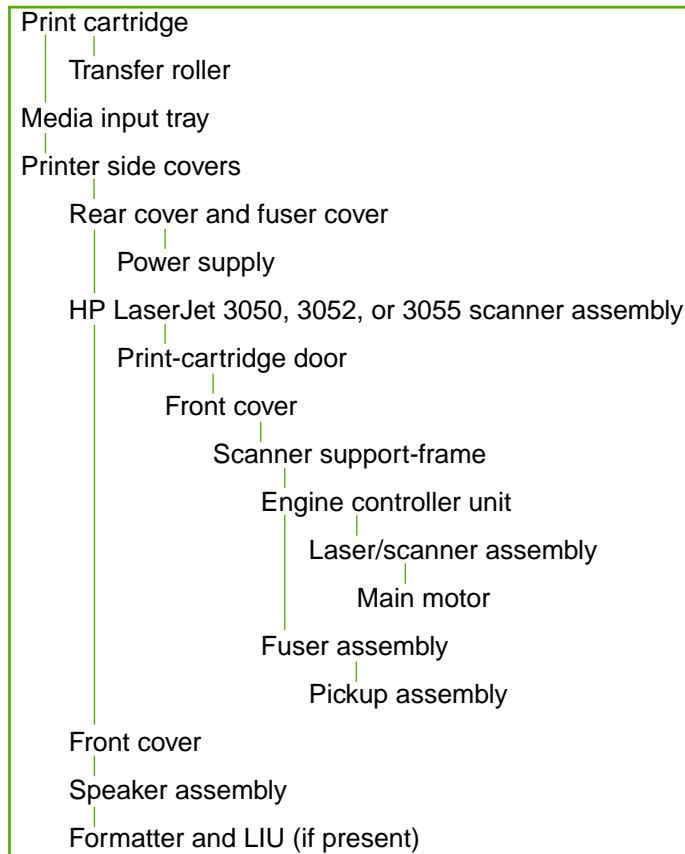 Print cartridge
Transfer roller
Media input tray
Printer side covers
Rear cover and fuser cover
Power supply
HP LaserJet 3050, 3052, or 3055 scanner assembly
Print-cartridge door
Front cover
Scanner support-frame
Engine controller unit
Laser/scanner assembly
Main motor
Fuser assembly
Pickup assembly
Front cover
Speaker assembly
Formatter and LIU (if present)